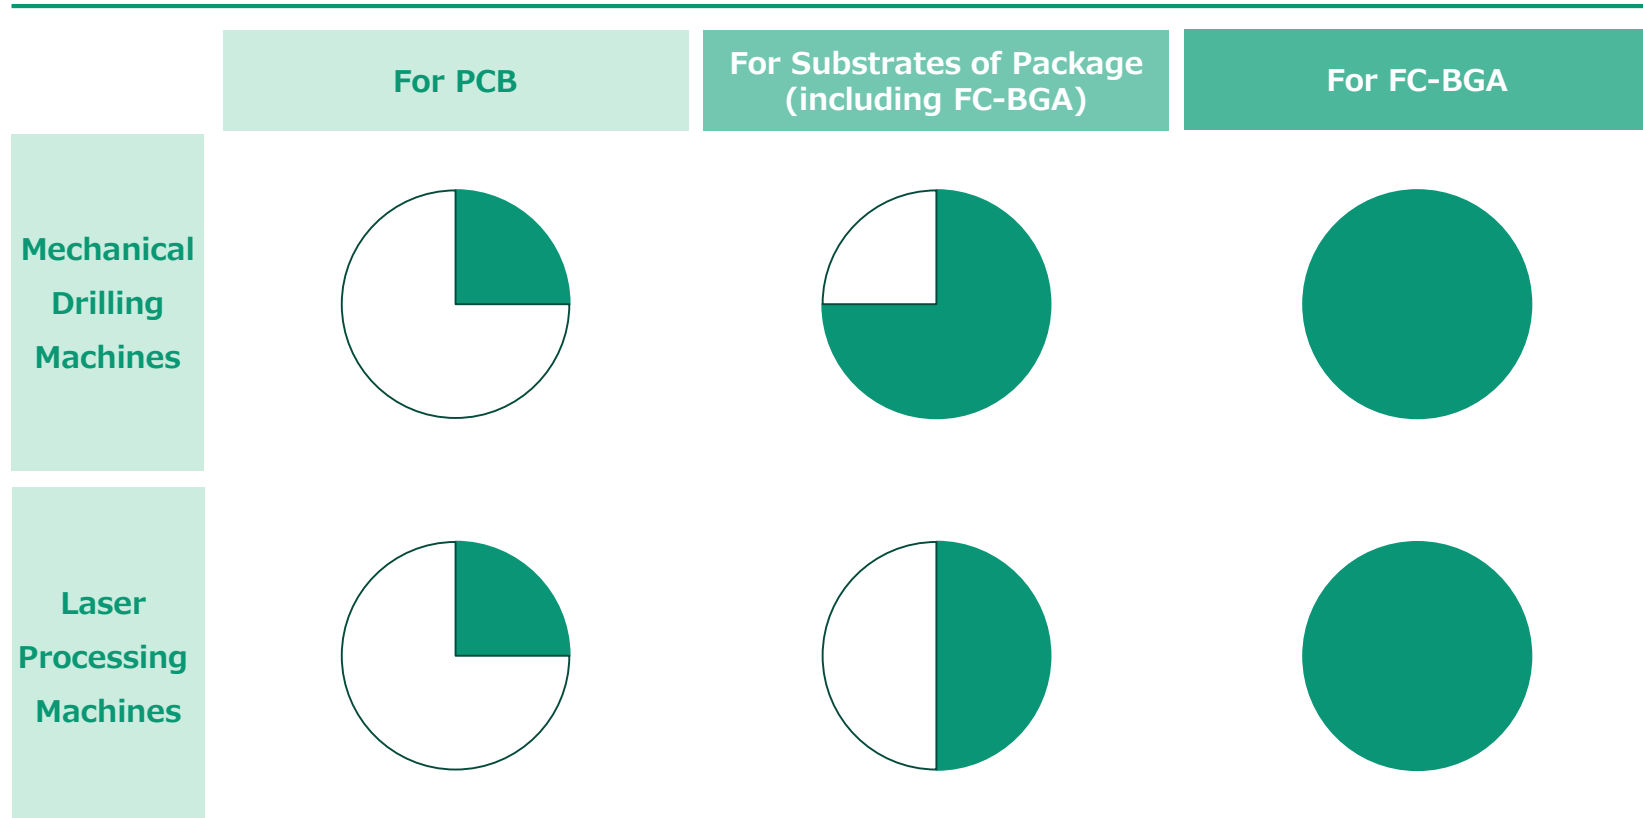 For PCB
For Substrates of Package
(including FC-BGA)
For FC-BGA
Mechanical
Drilling
Machines
Laser
Processing
Machines